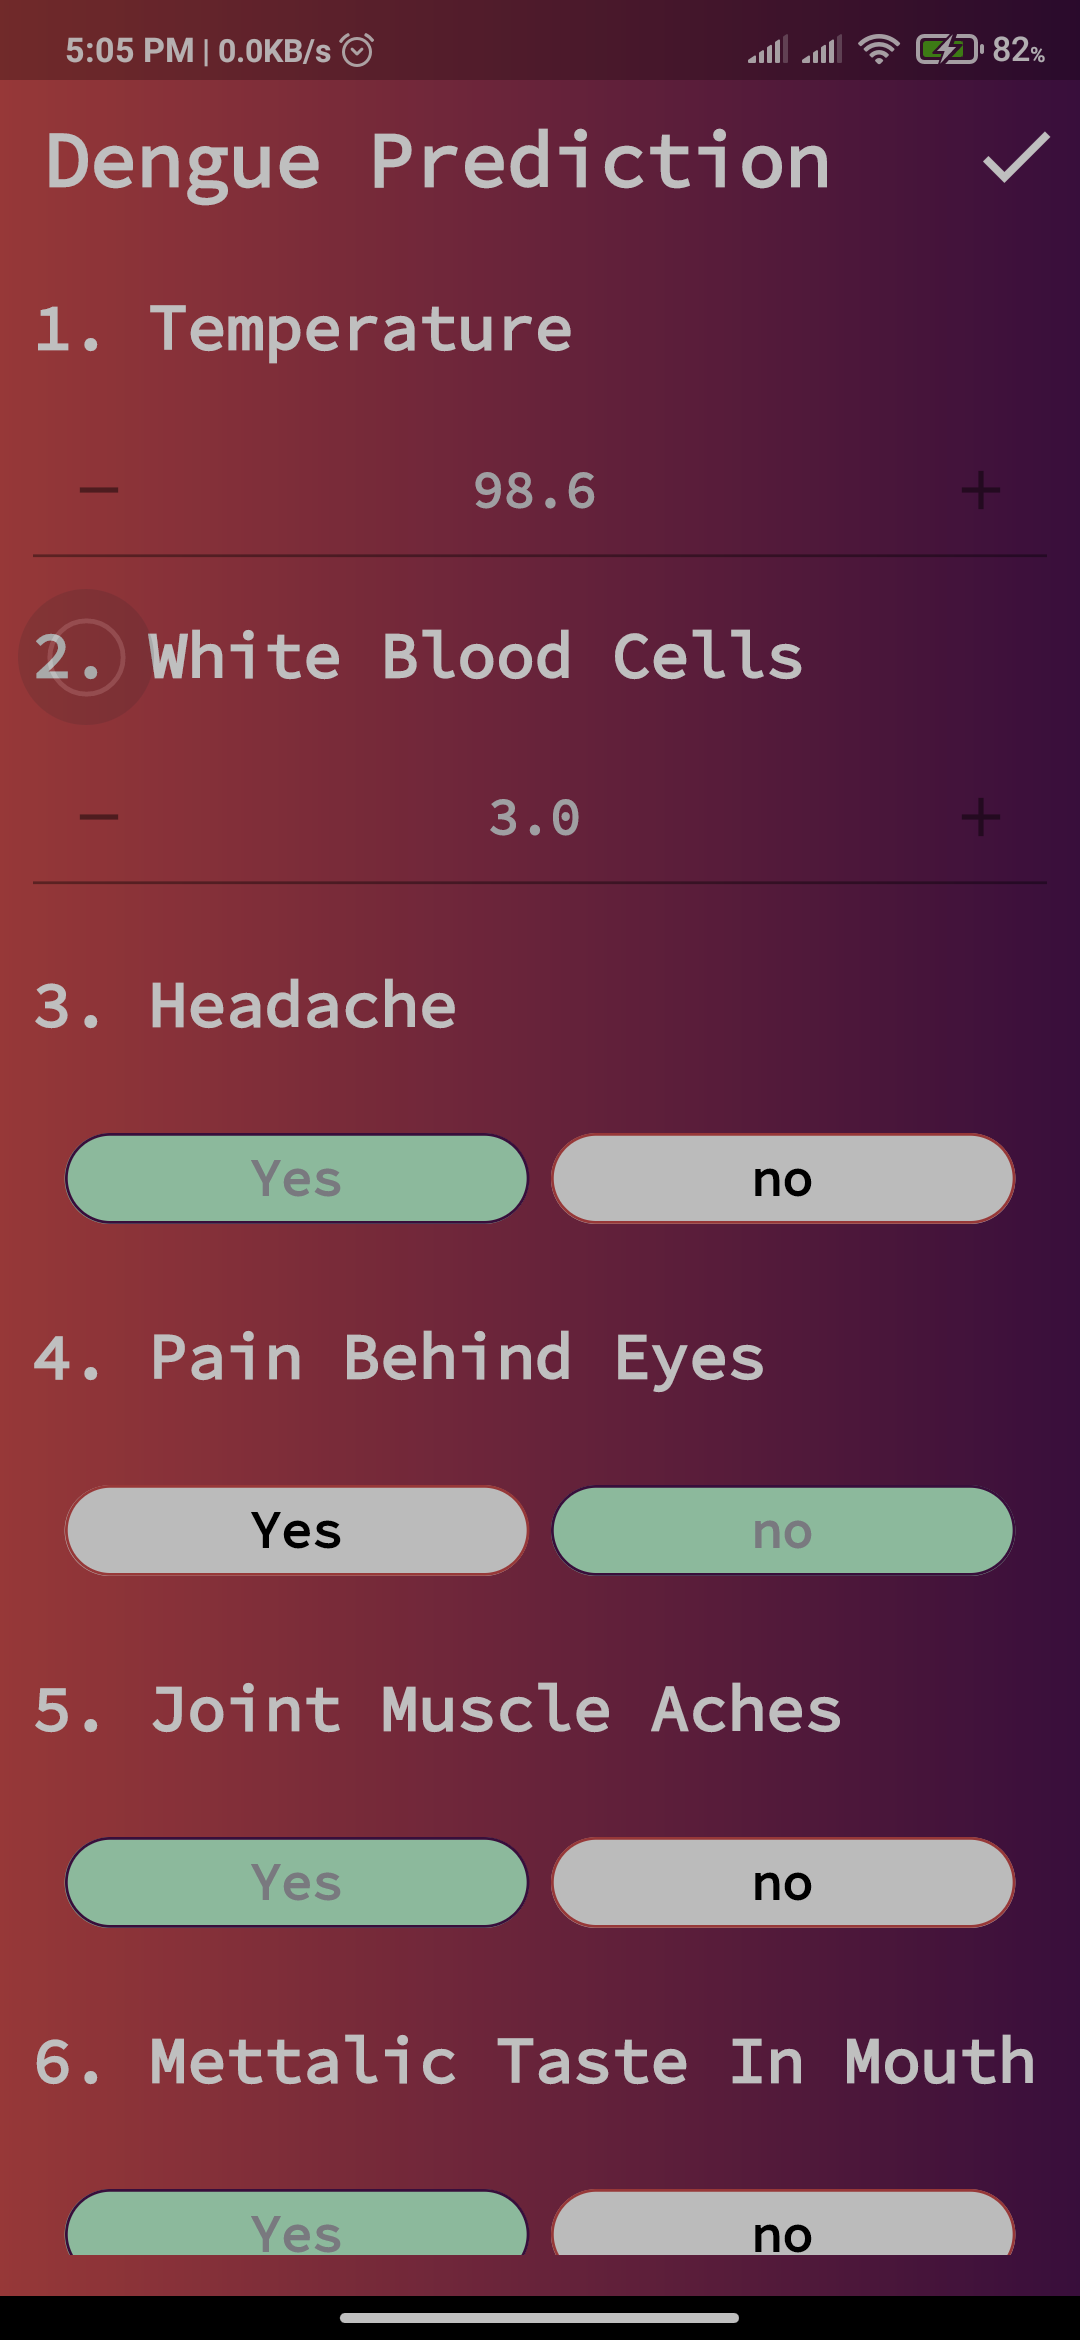 5:05 PM | 0.0KB/s 82%
Dengue Prediction
1. Temperature
− 98.6 +
2. White Blood Cells
− 3.0 +
3. Headache
Yes no
4. Pain Behind Eyes
Yes no
5. Joint Muscle Aches
Yes no
6. Mettalic Taste In Mouth
Yes no